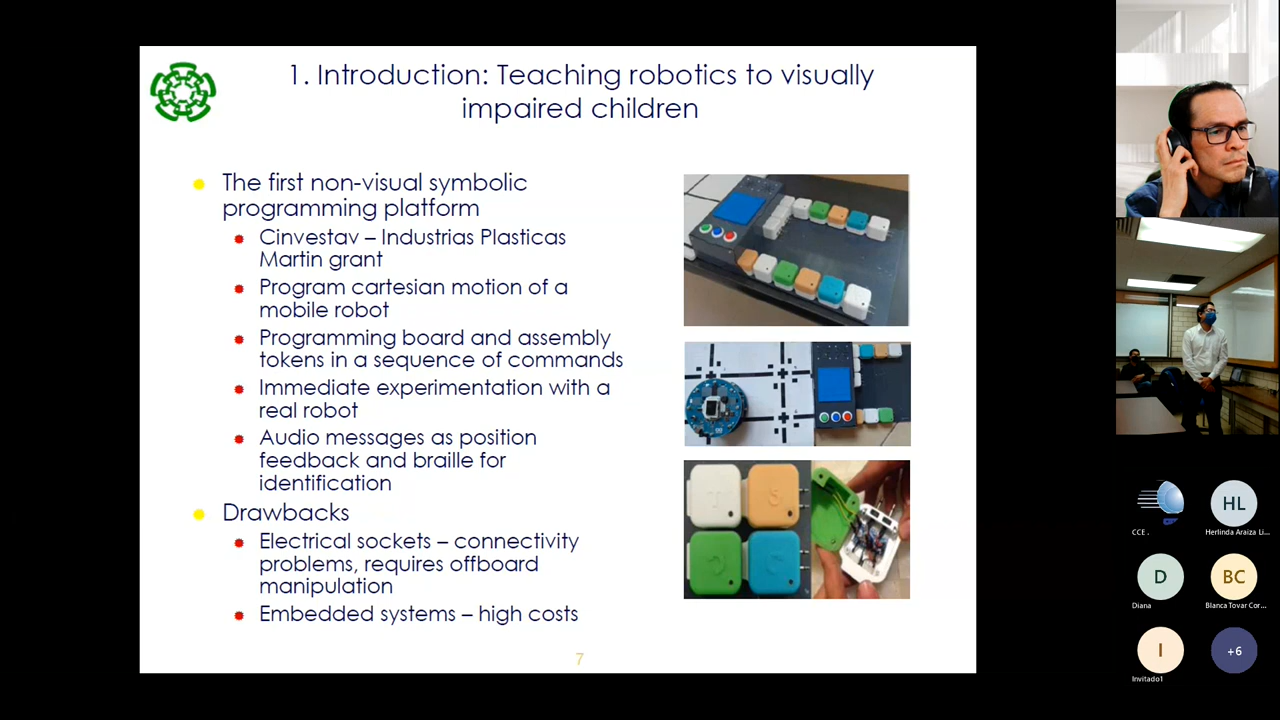 1. Introduction: Teaching robotics to visually
impaired children
The first non-visual symbolic
programming platform
Cinvestav – Industrias Plasticas
Martin grant
Program cartesian motion of a
mobile robot
Programming board and assembly
tokens in a sequence of commands
Immediate experimentation with a
real robot
Audio messages as position
feedback and braille for
identification
Drawbacks
Electrical sockets – connectivity
problems, requires offboard
manipulation
Embedded systems – high costs
7
T
S
HL
CCE .
Herlinda Araiza Li...
D
BC
Diana
Blanca Tovar Cor...
I
+6
Invitado1